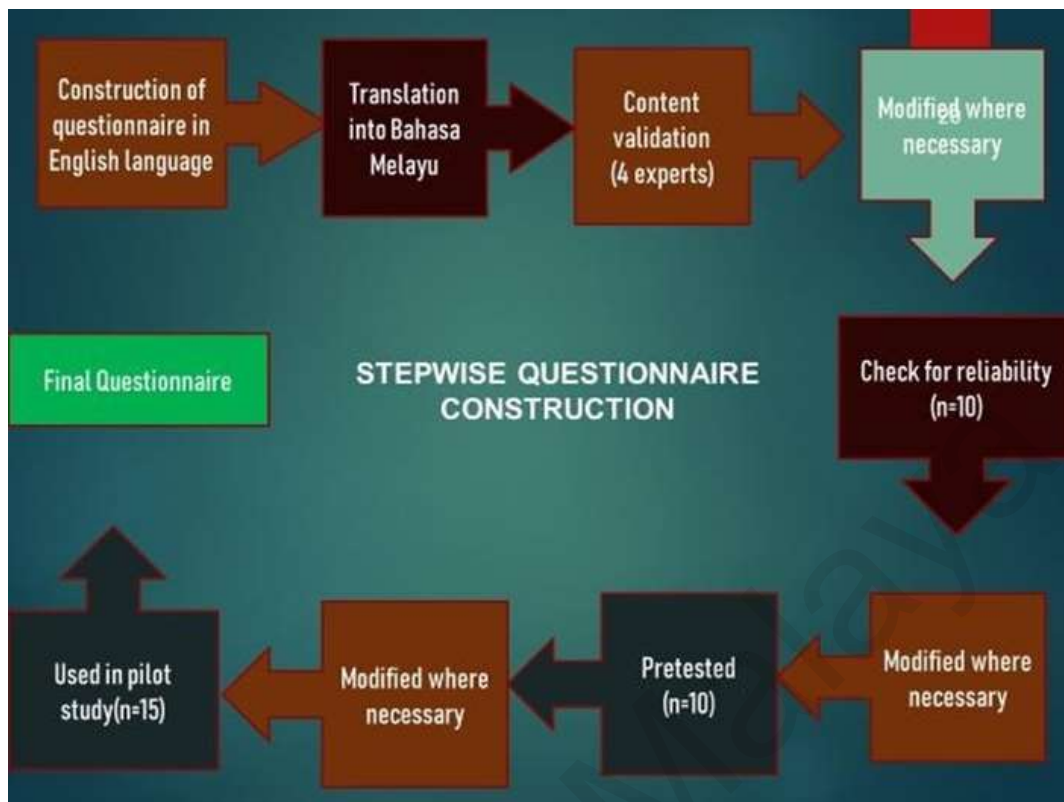 Construction of
questionnaire in
English language
Translation
into Bahasa
Melayu
Content
validation
(4 experts)
26
Modified where
necessary
Check for reliability
(n=10)
Modified where
necessary
Pretested
(n=10)
Modified where
necessary
Used in pilot
study(n=15)
Final Questionnaire
STEPWISE QUESTIONNAIRE
CONSTRUCTION
Malaya